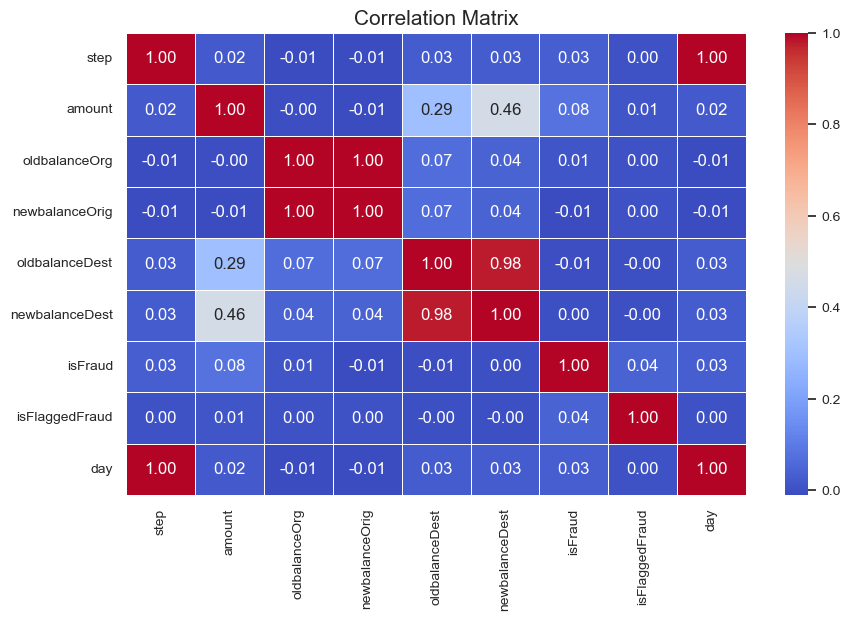 Correlation Matrix
step 1.00 0.02 -0.01 -0.01 0.03 0.03 0.03 0.00 1.00
amount 0.02 1.00 -0.00 -0.01 0.29 0.46 0.08 0.01 0.02
oldbalanceOrg -0.01 -0.00 1.00 1.00 0.07 0.04 0.01 0.00 -0.01
newbalanceOrig -0.01 -0.01 1.00 1.00 0.07 0.04 -0.01 0.00 -0.01
oldbalanceDest 0.03 0.29 0.07 0.07 1.00 0.98 -0.01 -0.00 0.03
newbalanceDest 0.03 0.46 0.04 0.04 0.98 1.00 0.00 -0.00 0.03
isFraud 0.03 0.08 0.01 -0.01 -0.01 0.00 1.00 0.04 0.03
isFlaggedFraud 0.00 0.01 0.00 0.00 -0.00 -0.00 0.04 1.00 0.00
day 1.00 0.02 -0.01 -0.01 0.03 0.03 0.03 0.00 1.00
step
amount
oldbalanceOrg
newbalanceOrig
oldbalanceDest
newbalanceDest
isFraud
isFlaggedFraud
day
1.0
0.8
0.6
0.4
0.2
0.0